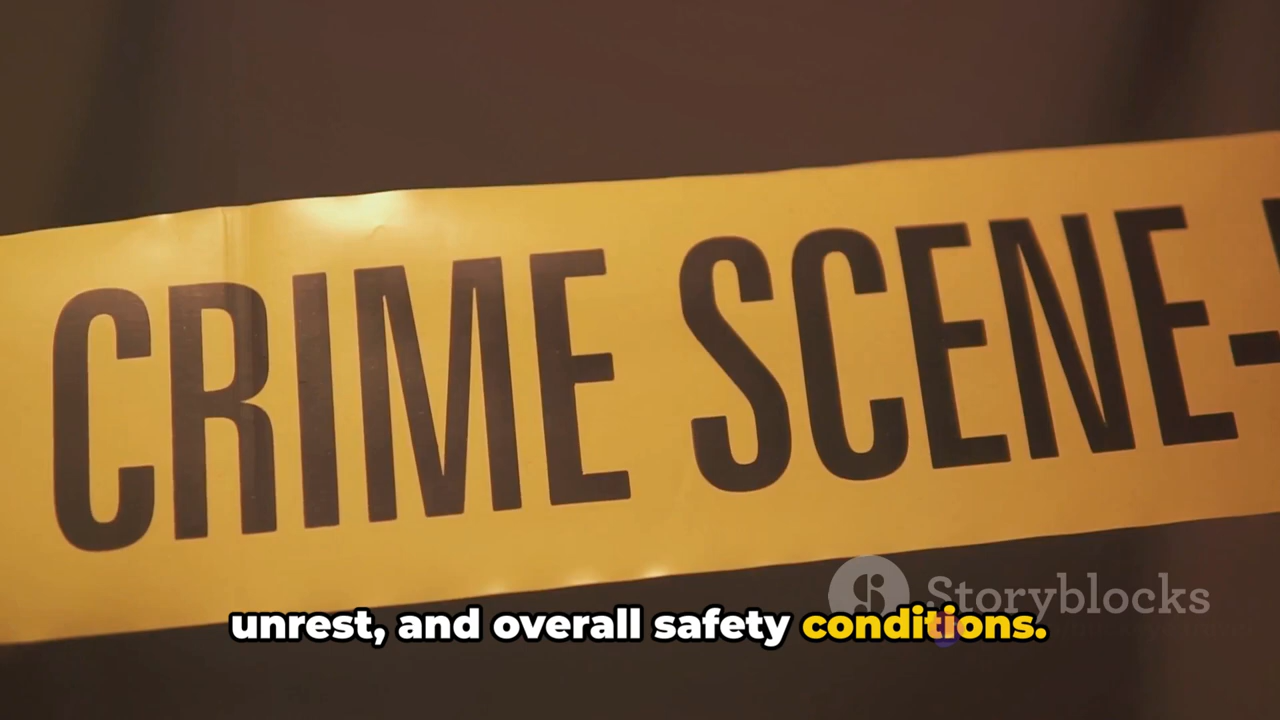 CRIME SCENE-
Storyblocks
unrest, and overall safety conditions.